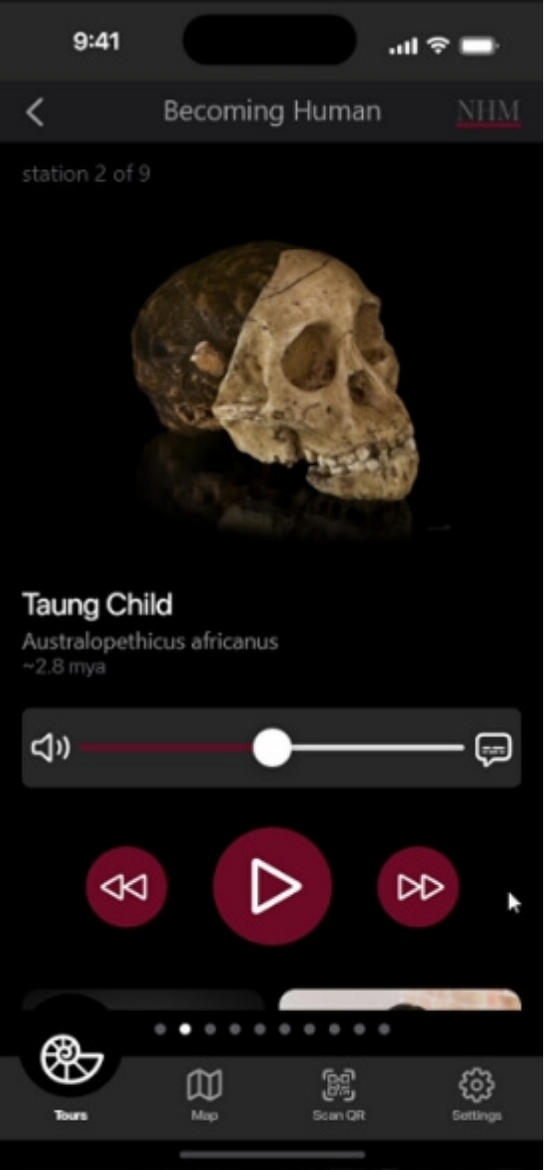 9:41
Becoming Human
NHM
station 2 of 9
Taung Child
Australopethicus africanus
~2.8 mya
Tours
Map
Scan QR
Settings